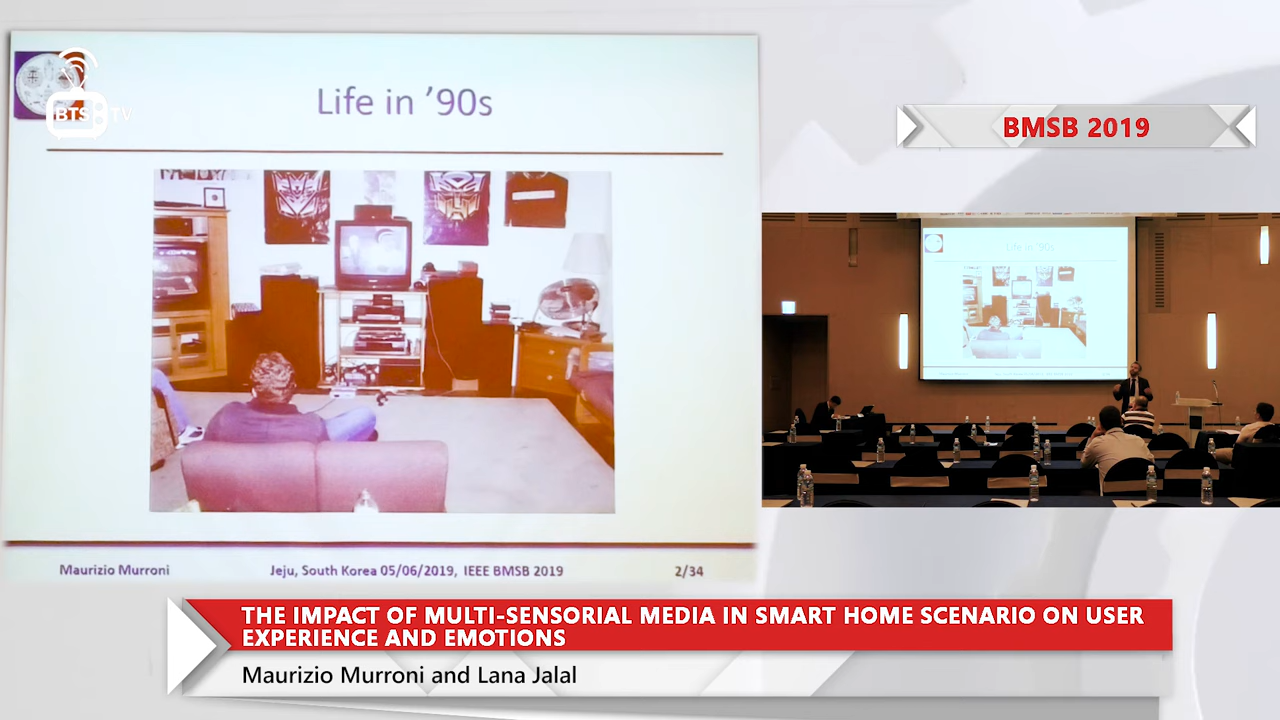 BTS TV
Life in ’90s
BMSB 2019
Life in '90s
Maurizio Murroni
Jeju, South Korea 05/06/2019, IEEE BMSB 2019
2/34
THE IMPACT OF MULTI-SENSORIAL MEDIA IN SMART HOME SCENARIO ON USER
EXPERIENCE AND EMOTIONS
Maurizio Murroni and Lana Jalal